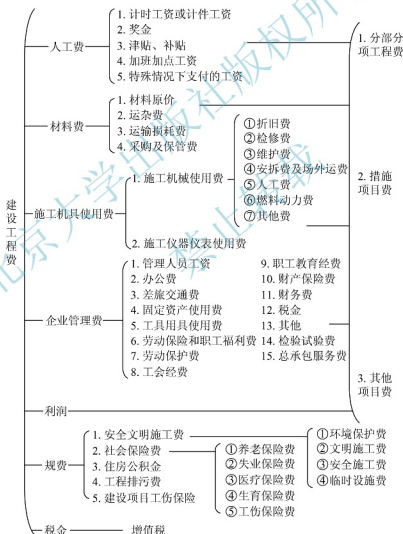 建设工程费
人工费
1. 计时工资或计件工资
2. 奖金
3. 津贴、补贴
4. 加班加点工资
5. 特殊情况下支付的工资
材料费
1. 材料原价
2. 运杂费
3. 运输损耗费
4. 采购及保管费
施工机具使用费
1. 施工机械使用费
①折旧费
②检修费
③维护费
④安拆费及场外运费
⑤人工费
⑥燃料动力费
⑦其他费
2. 施工仪器仪表使用费
企业管理费
1. 管理人员工资
2. 办公费
3. 差旅交通费
4. 固定资产使用费
5. 工具用具使用费
6. 劳动保险和职工福利费
7. 劳动保护费
8. 工会经费
9. 职工教育经费
10. 财产保险费
11. 财务费
12. 税金
13. 其他
14. 检验试验费
15. 总承包服务费
利润
1. 分部分
项工程费
2. 措施
项目费
3. 其他
项目费
规费
1. 安全文明施工费
①环境保护费
②文明施工费
③安全施工费
④临时设施费
2. 社会保险费
①养老保险费
②失业保险费
③医疗保险费
④生育保险费
⑤工伤保险费
3. 住房公积金
4. 工程排污费
5. 建设项目工伤保险
税金
增值税
北京大学出版社版权所
禁止转载